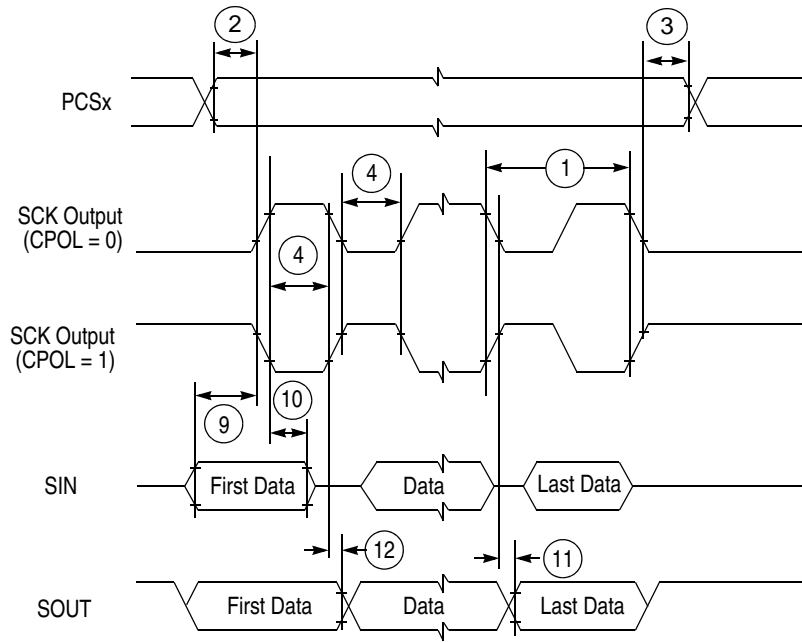 2
3
PCSx
4
1
SCK Output
(CPOL = 0)
4
SCK Output
(CPOL = 1)
9
10
SIN
First Data
Data
Last Data
12
11
SOUT
First Data
Data
Last Data